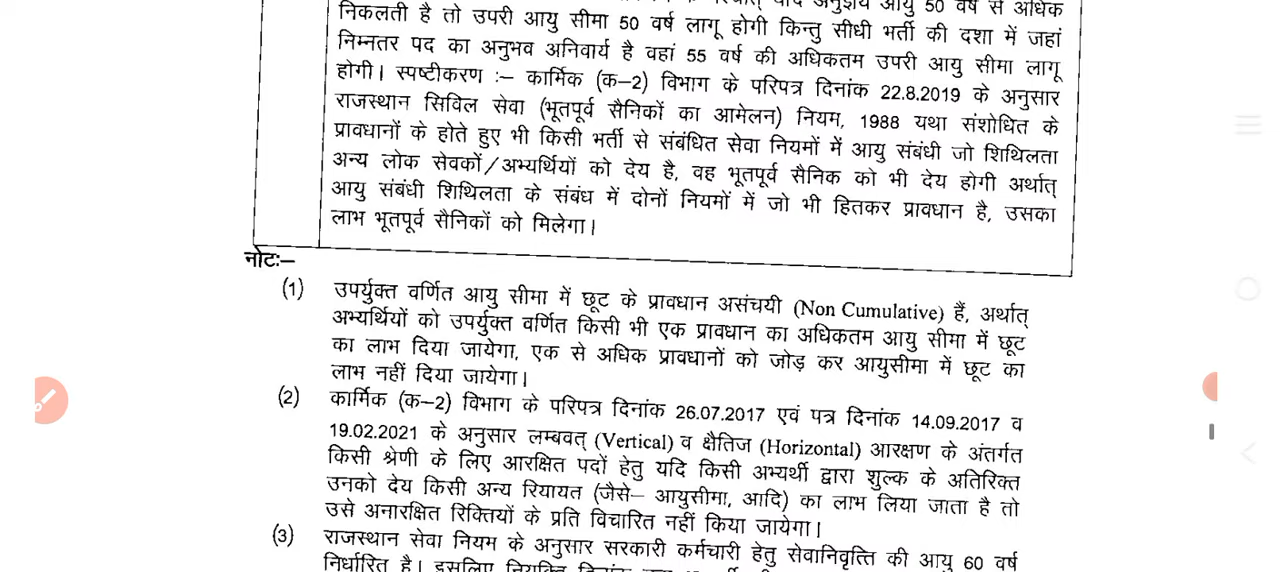 अनुज्ञेय आयु 50 वर्ष से अधिक
निकलती है तो उपरी आयु सीमा 50 वर्ष लागू होगी किन्तु सीधी भर्ती की दशा में जहां
निम्नतर पद का अनुभव अनिवार्य है वहां 55 वर्ष की अधिकतम उपरी आयु सीमा लागू
होगी। स्पष्टीकरण :– कार्मिक (क–2) विभाग के परिपत्र दिनांक 22.8.2019 के अनुसार
राजस्थान सिविल सेवा (भूतपूर्व सैनिकों का आमेलन) नियम, 1988 यथा संशोधित के
प्रावधानों के होते हुए भी किसी भर्ती से संबंधित सेवा नियमों में आयु संबंधी जो शिथिलता
अन्य लोक सेवकों/अभ्यर्थियों को देय है, वह भूतपूर्व सैनिक को भी देय होगी अर्थात्
आयु संबंधी शिथिलता के संबंध में दोनों नियमों में जो भी हितकर प्रावधान है, उसका
लाभ भूतपूर्व सैनिकों को मिलेगा।
नोटः–
(1) उपर्युक्त वर्णित आयु सीमा में छूट के प्रावधान असंचयी (Non Cumulative) हैं, अर्थात्
अभ्यर्थियों को उपर्युक्त वर्णित किसी भी एक प्रावधान का अधिकतम आयु सीमा में छूट
का लाभ दिया जायेगा, एक से अधिक प्रावधानों को जोड़ कर आयुसीमा में छूट का
लाभ नहीं दिया जायेगा।
(2) कार्मिक (क–2) विभाग के परिपत्र दिनांक 26.07.2017 एवं पत्र दिनांक 14.09.2017 व
19.02.2021 के अनुसार लम्बवत् (Vertical) व क्षैतिज (Horizontal) आरक्षण के अंतर्गत
किसी श्रेणी के लिए आरक्षित पदों हेतु यदि किसी अभ्यर्थी द्वारा शुल्क के अतिरिक्त
उनको देय किसी अन्य रियायत (जैसे– आयुसीमा, आदि) का लाभ लिया जाता है तो
उसे अनारक्षित रिक्तियों के प्रति विचारित नहीं किया जायेगा।
(3) राजस्थान सेवा नियम के अनुसार सरकारी कर्मचारी हेतु सेवानिवृत्ति की आयु 60 वर्ष
निर्धारित है। इसलिए नियुक्ति दिनांक